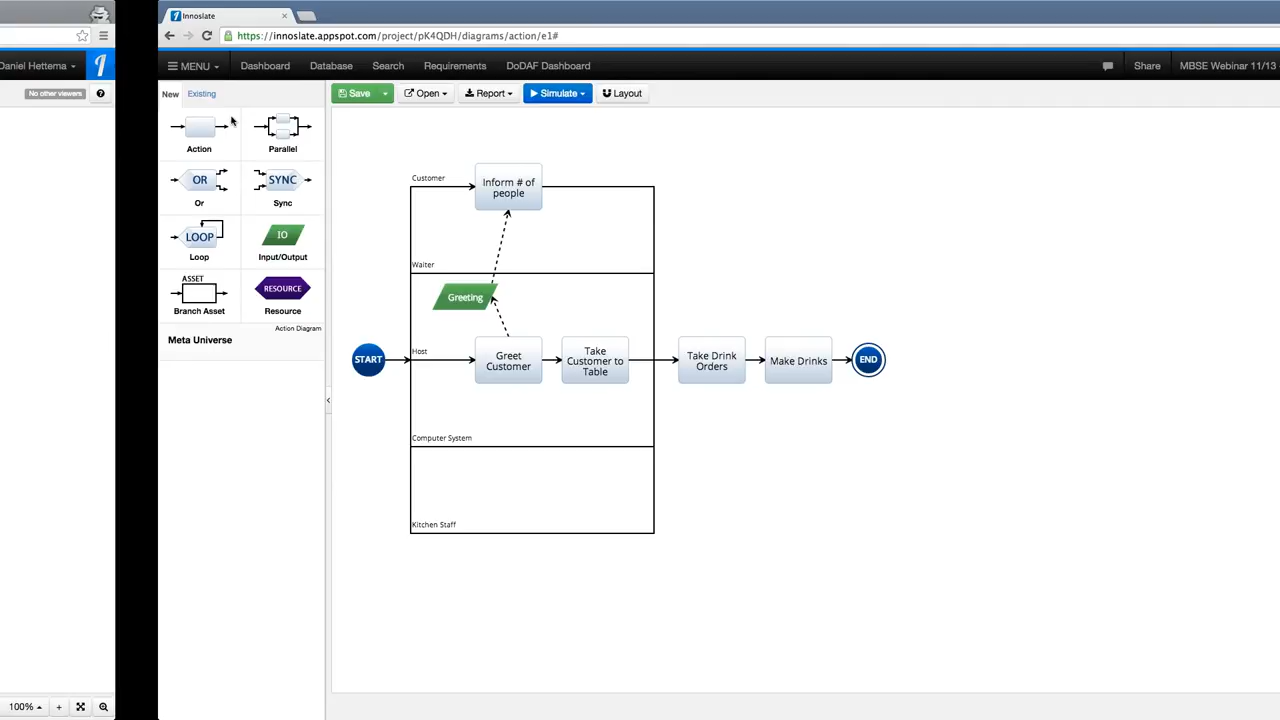 Daniel Hettema
No other viewers
100%
Innoslate
https://innoslate.appspot.com/project/pK4QDH/diagrams/action/e1#
MENU
Dashboard
Database
Search
Requirements
DoDAF Dashboard
Share
MBSE Webinar 11/13
New
Existing
Save
Open
Report
Simulate
Layout
Action
Parallel
OR
SYNC
Or
Sync
LOOP
IO
Loop
Input/Output
ASSET
RESOURCE
Branch Asset
Resource
Action Diagram
Meta Universe
Customer
Inform # of
people
Waiter
Greeting
START
Host
Greet
Customer
Take
Customer to
Table
Take Drink
Orders
Make Drinks
END
Computer System
Kitchen Staff